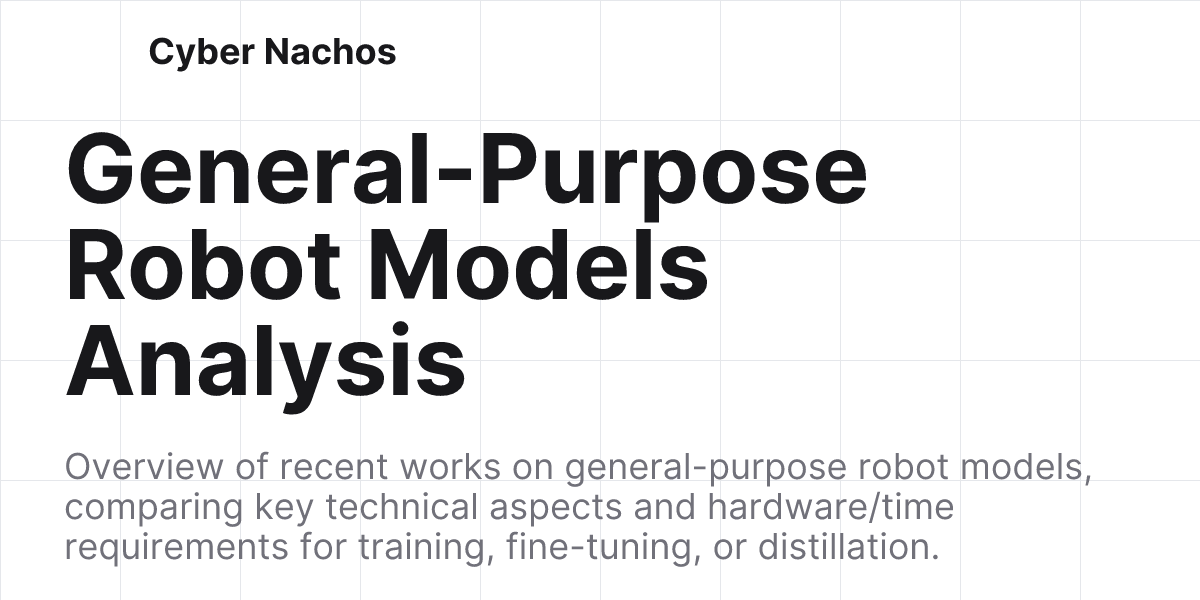 Cyber Nachos
General-Purpose
Robot Models
Analysis
Overview of recent works on general-purpose robot models,
comparing key technical aspects and hardware/time
requirements for training, fine-tuning, or distillation.